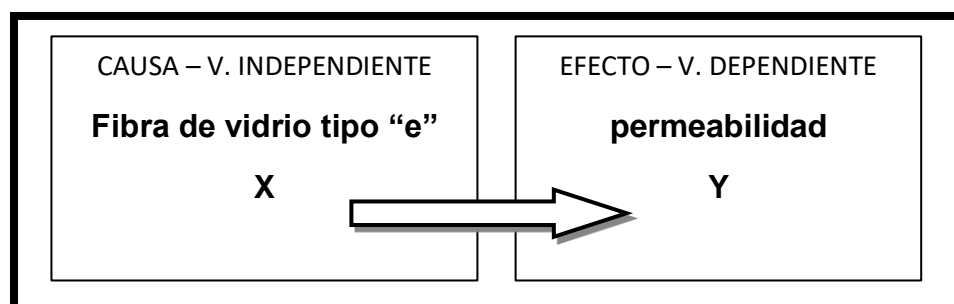 CAUSA – V. INDEPENDIENTE
Fibra de vidrio tipo “e”
X
EFECTO – V. DEPENDIENTE
permeabilidad
Y